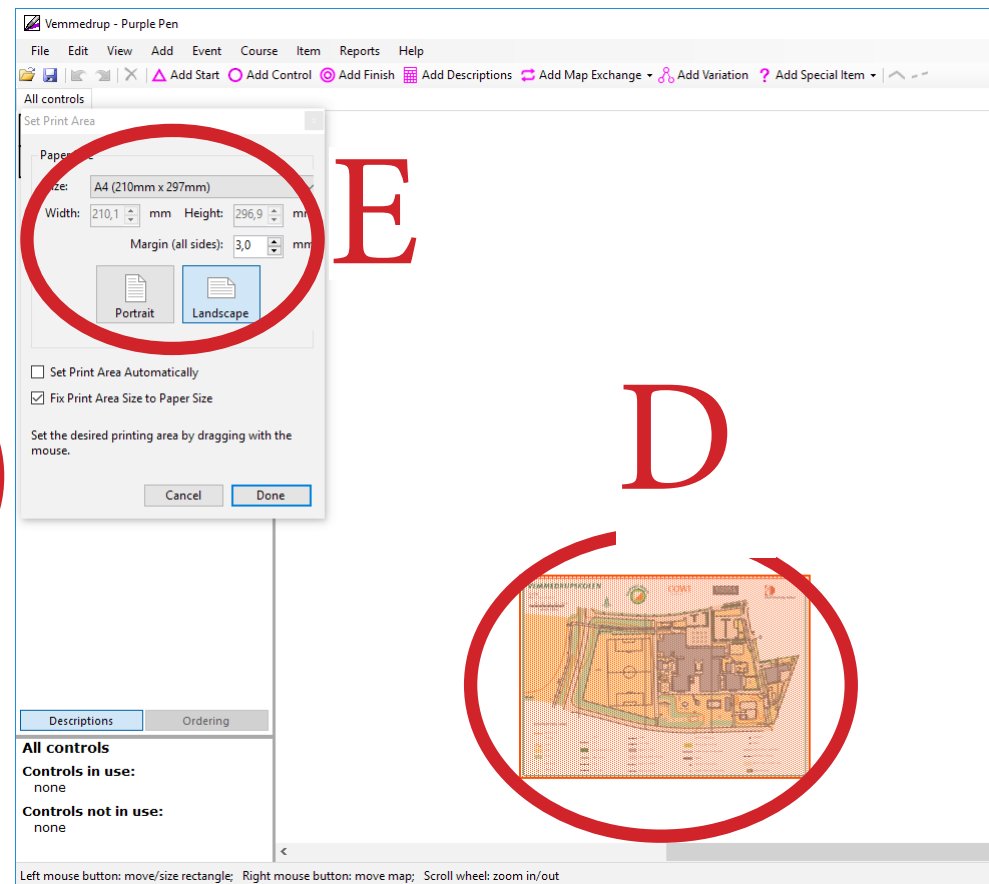 Vemmedrup - Purple Pen
File Edit View Add Event Course Item Reports Help
Add Start Add Control Add Finish Add Descriptions Add Map Exchange Add Variation ? Add Special Item
All controls
Set Print Area
Paper
Size: A4 (210mm x 297mm)
Width: 210,1 mm Height: 296,9 mm
Margin (all sides): 3,0 mm
Portrait Landscape
Set Print Area Automatically
Fix Print Area Size to Paper Size
Set the desired printing area by dragging with the
mouse.
Cancel Done
E
D
VEMMEDRUPSKOLEN
COWI
Descriptions Ordering
All controls
Controls in use:
none
Controls not in use:
none
Left mouse button: move/size rectangle; Right mouse button: move map; Scroll wheel: zoom in/out